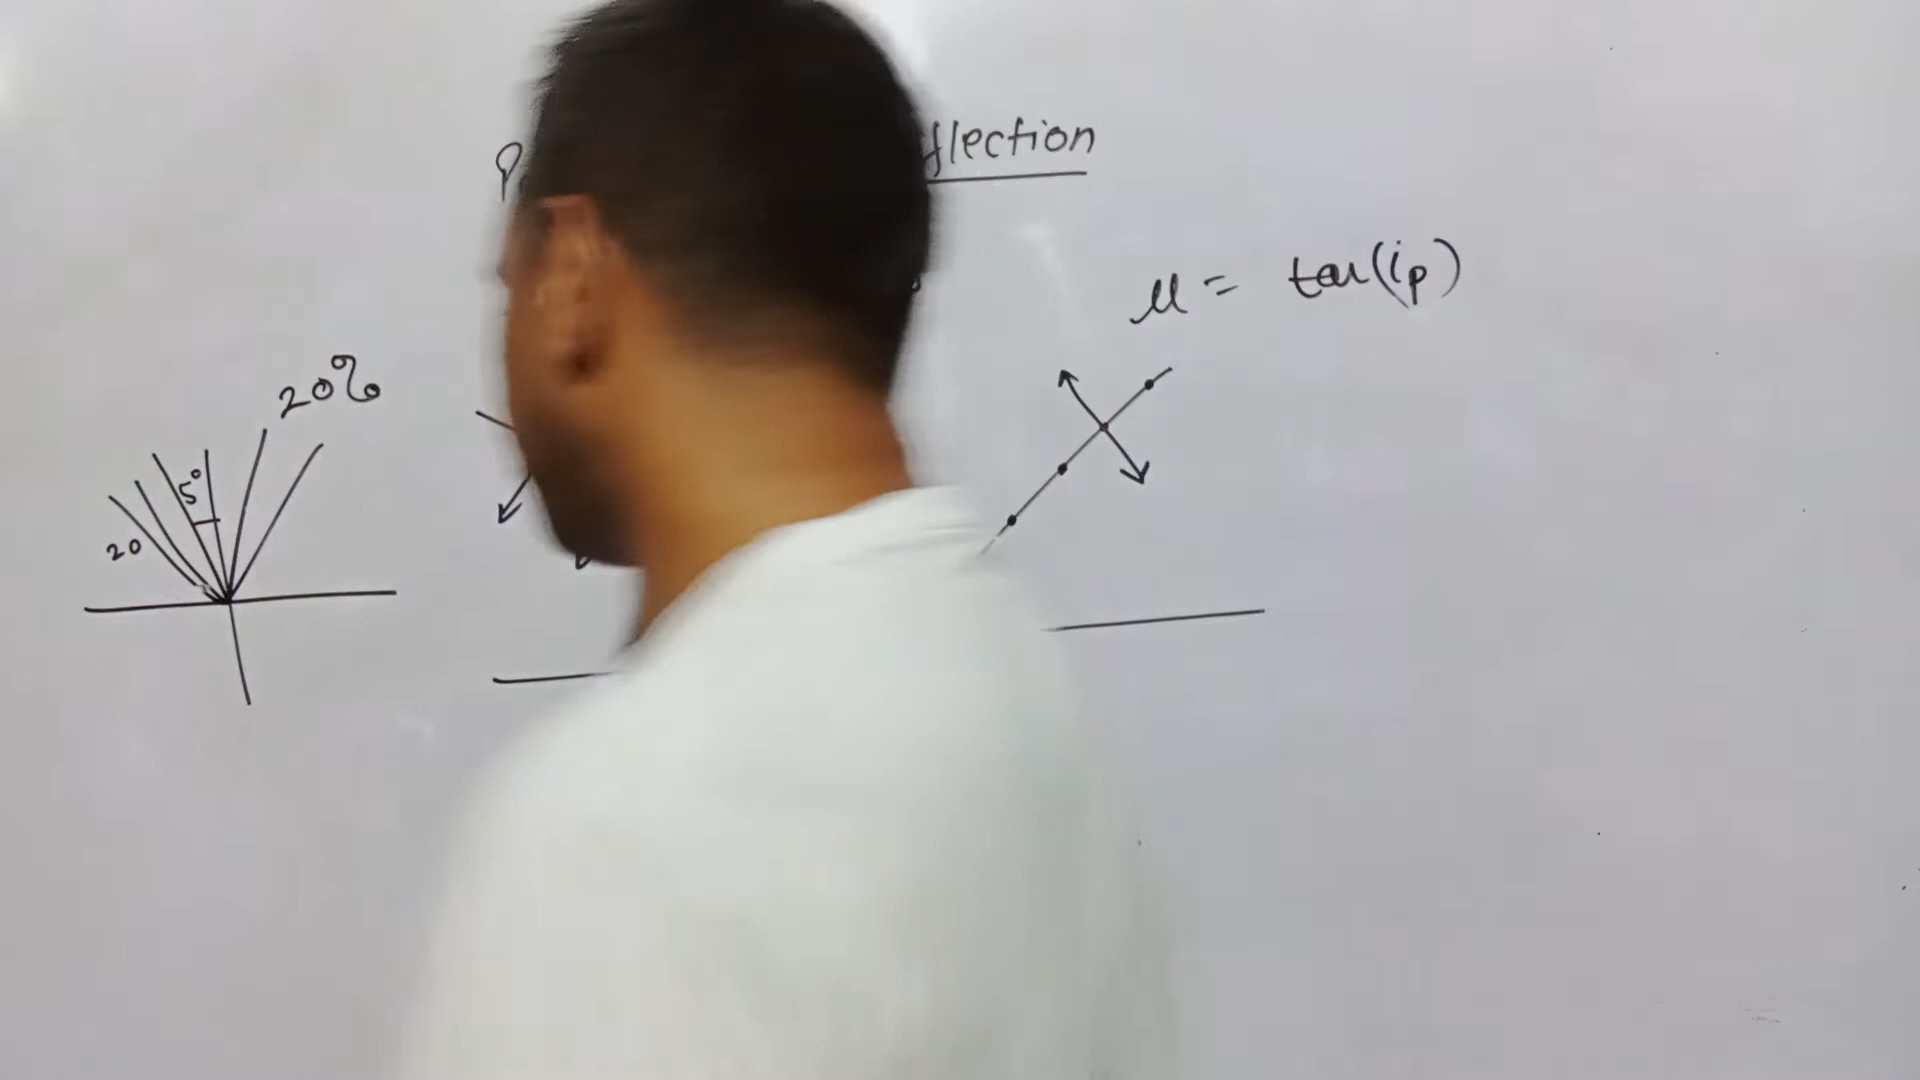 flection
μ = tan(ip)
20%
5°
20